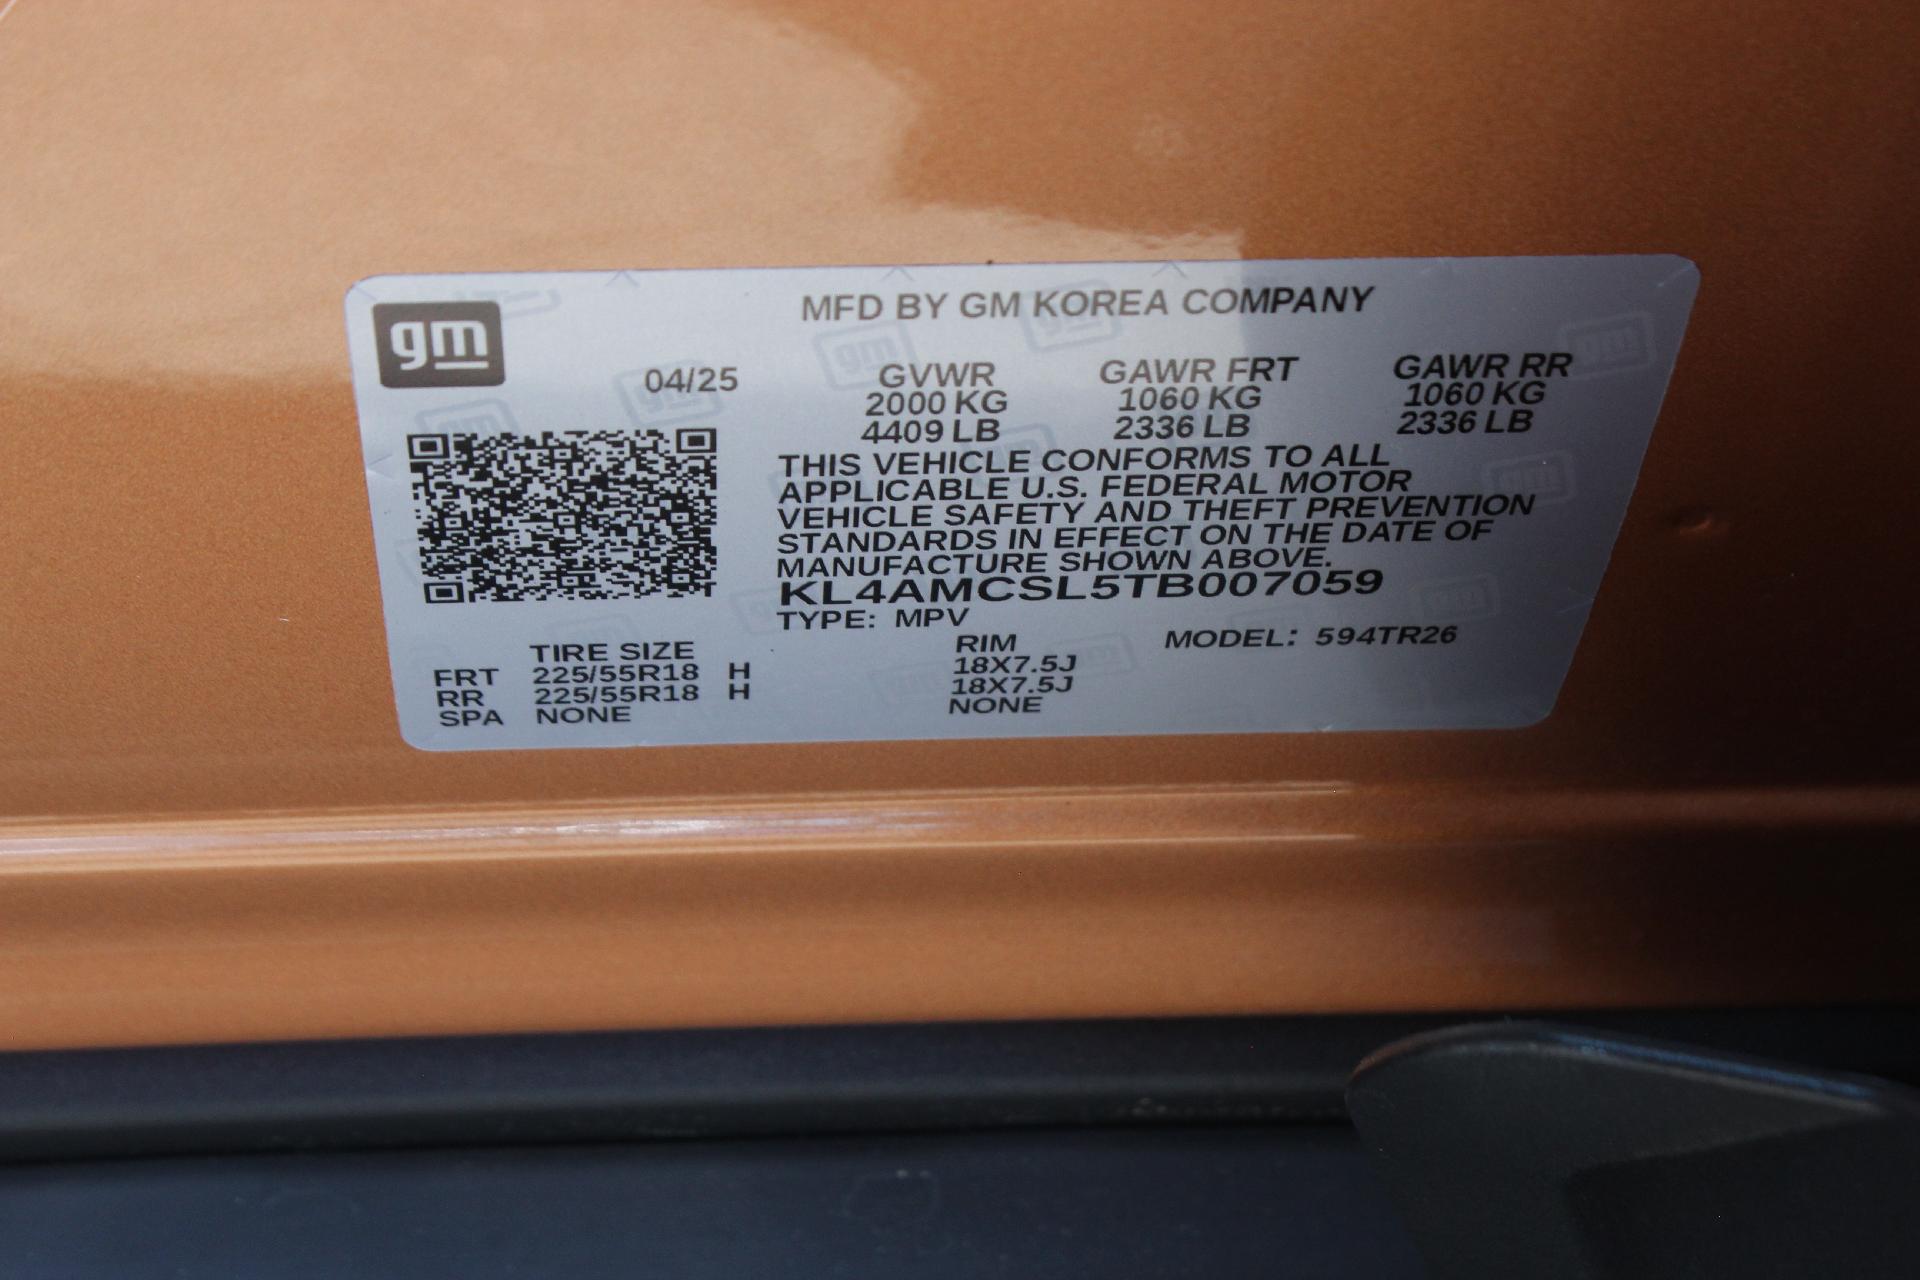 gm
MFD BY GM KOREA COMPANY
04/25
GVWR GAWR FRT GAWR RR
2000 KG 1060 KG 1060 KG
4409 LB 2336 LB 2336 LB
THIS VEHICLE CONFORMS TO ALL
APPLICABLE U.S. FEDERAL MOTOR
VEHICLE SAFETY AND THEFT PREVENTION
STANDARDS IN EFFECT ON THE DATE OF
MANUFACTURE SHOWN ABOVE.
KL4AMCSL5TB007059
TYPE: MPV
TIRE SIZE RIM MODEL: 594TR26
FRT 225/55R18 H 18X7.5J
RR 225/55R18 H 18X7.5J
SPA NONE NONE